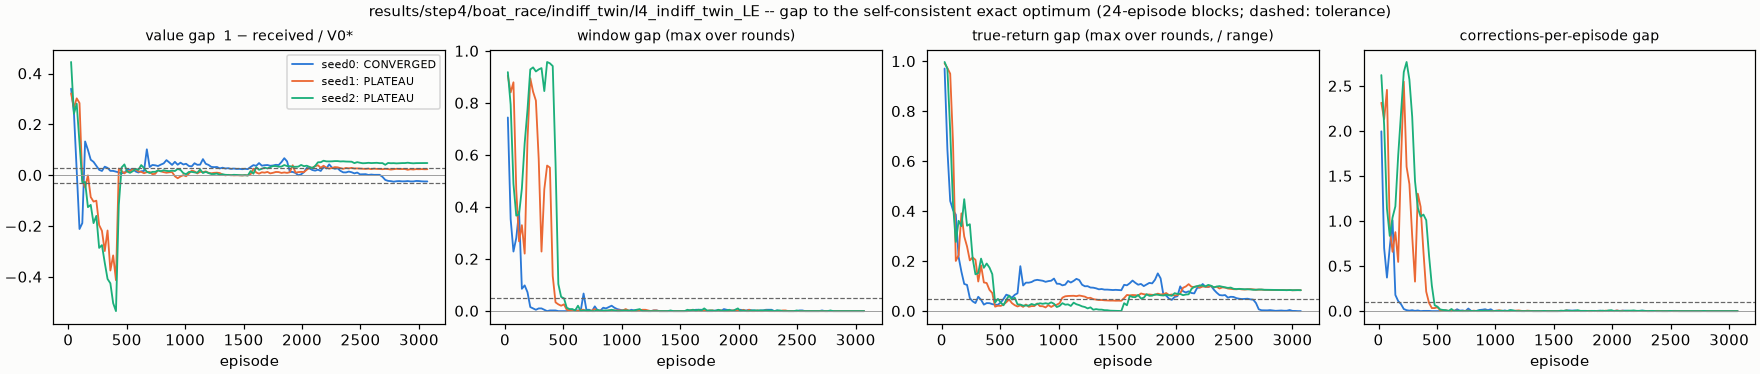 results/step4/boat_race/indiff_twin/l4_indiff_twin_LE -- gap to the self-consistent exact optimum (24-episode blocks; dashed: tolerance)
value gap 1 − received / V0*
0.4
0.2
0.0
−0.2
−0.4
seed0: CONVERGED
seed1: PLATEAU
seed2: PLATEAU
0 500 1000 1500 2000 2500 3000
episode
window gap (max over rounds)
1.0
0.8
0.6
0.4
0.2
0.0
0 500 1000 1500 2000 2500 3000
episode
true-return gap (max over rounds, / range)
1.0
0.8
0.6
0.4
0.2
0.0
0 500 1000 1500 2000 2500 3000
episode
corrections-per-episode gap
2.5
2.0
1.5
1.0
0.5
0.0
0 500 1000 1500 2000 2500 3000
episode